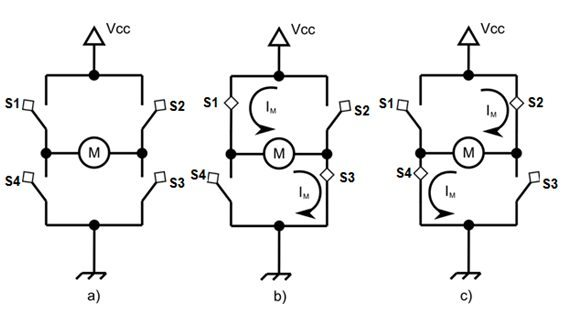 Vcc Vcc Vcc
S1 S2 S1 I_M S2 S1 I_M S2
M M M
S4 S3 S4 I_M S3 S4 I_M S3
a) b) c)